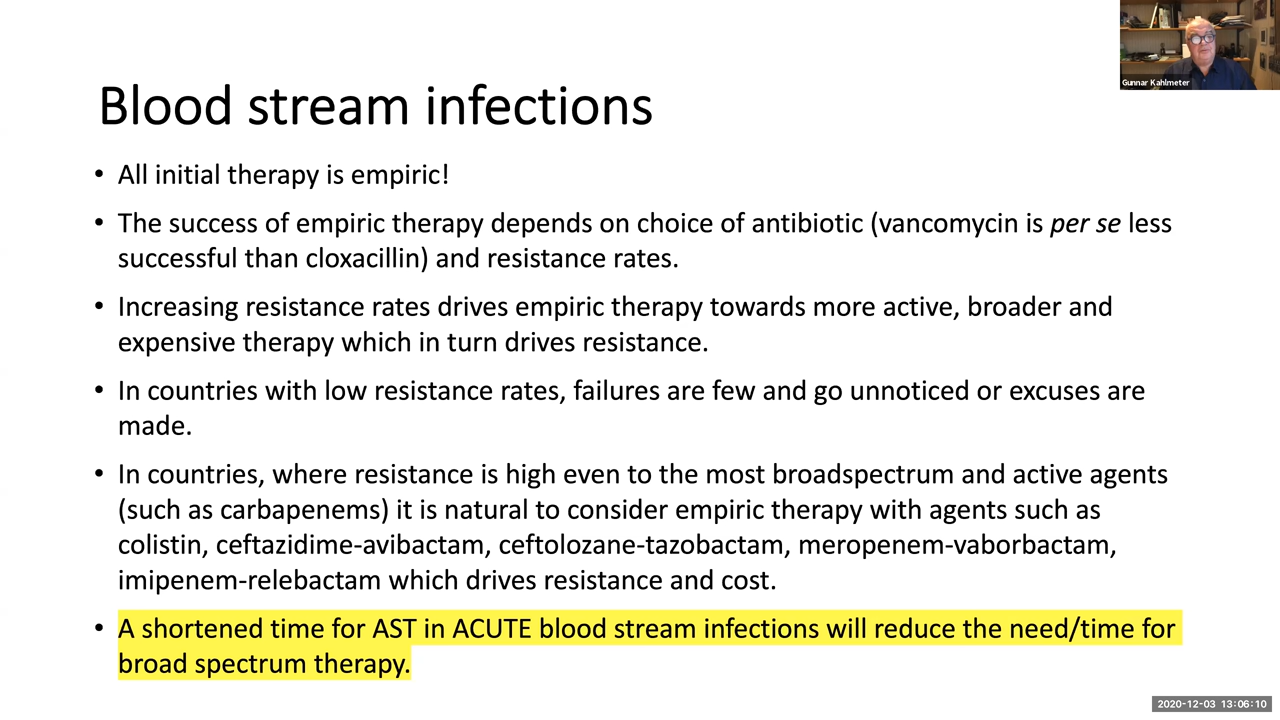 Gunnar Kahlmeter
Blood stream infections
• All initial therapy is empiric!
• The success of empiric therapy depends on choice of antibiotic (vancomycin is per se less
successful than cloxacillin) and resistance rates.
• Increasing resistance rates drives empiric therapy towards more active, broader and
expensive therapy which in turn drives resistance.
• In countries with low resistance rates, failures are few and go unnoticed or excuses are
made.
• In countries, where resistance is high even to the most broadspectrum and active agents
(such as carbapenems) it is natural to consider empiric therapy with agents such as
colistin, ceftazidime-avibactam, ceftolozane-tazobactam, meropenem-vaborbactam,
imipenem-relebactam which drives resistance and cost.
• A shortened time for AST in ACUTE blood stream infections will reduce the need/time for
broad spectrum therapy.
2020-12-03 13:06:10